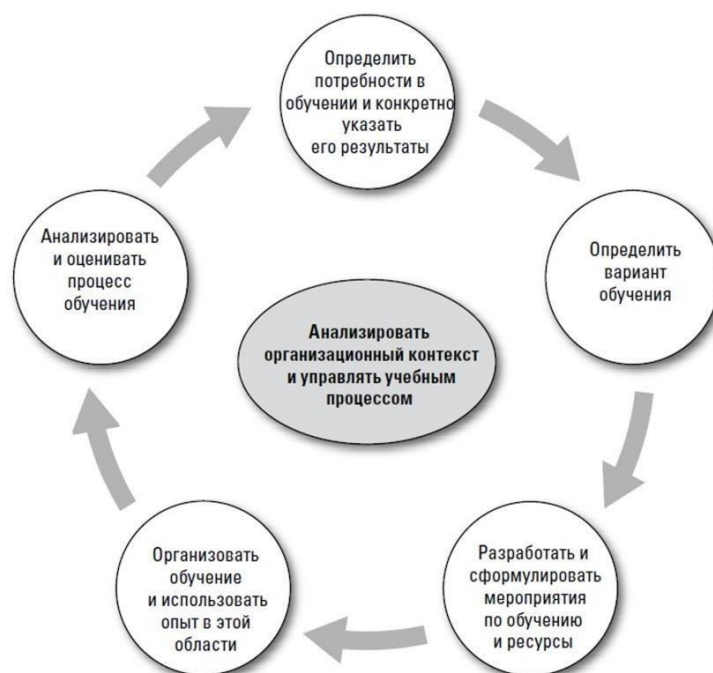 Определить
потребности в
обучении и конкретно
указать
его результаты
Определить
вариант
обучения
Разработать и
сформулировать
мероприятия
по обучению
и ресурсы
Организовать
обучение
и использовать
опыт в этой
области
Анализировать
и оценивать
процесс
обучения
Анализировать
организационный контекст
и управлять учебным
процессом